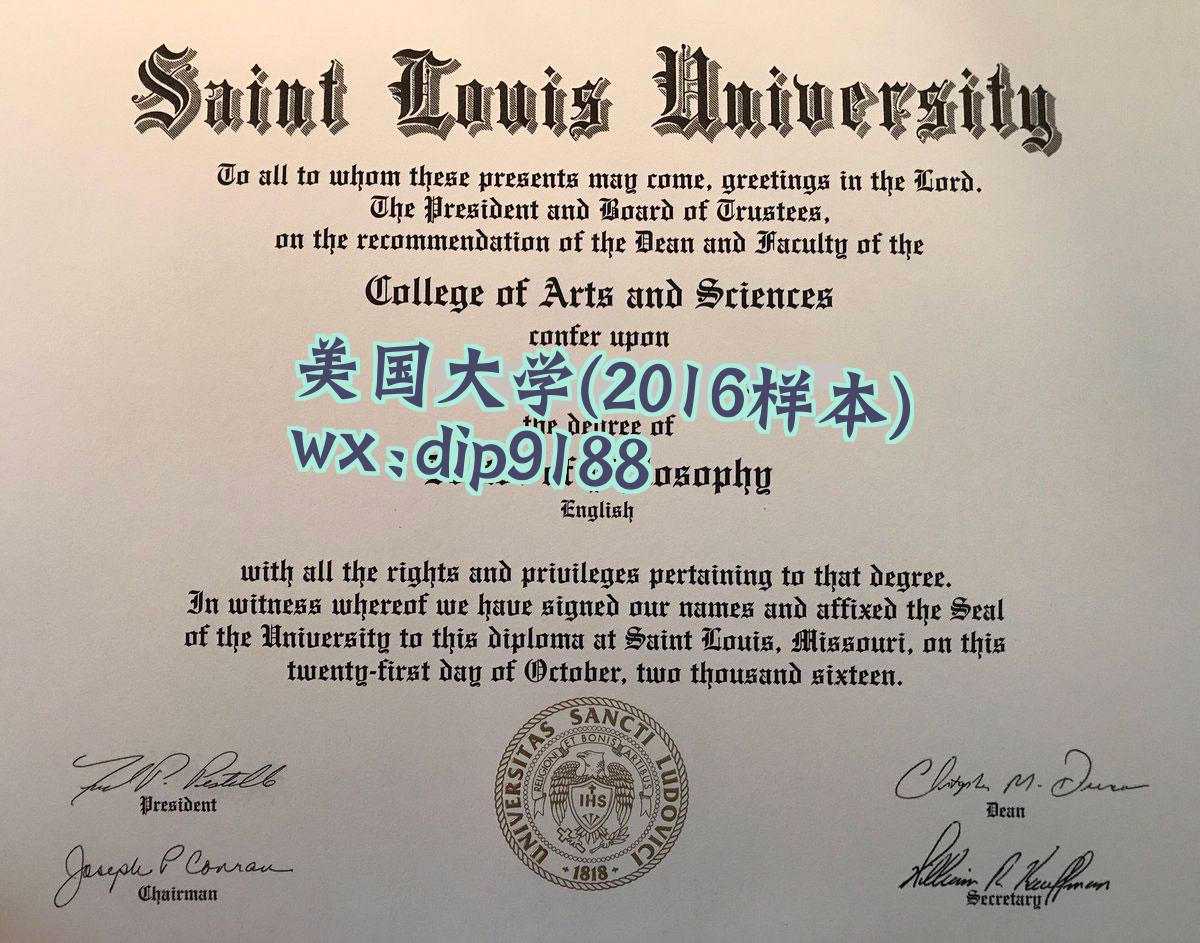 Saint Louis University
To all to whom these presents may come, greetings in the Lord.
The President and Board of Trustees,
on the recommendation of the Dean and Faculty of the
College of Arts and Sciences
confer upon
美国大学(2016样本)
the degree of
wx:dip9188
of
English
with all the rights and privileges pertaining to that degree.
In witness whereof we have signed our names and affixed the Seal
of the University to this diploma at Saint Louis, Missouri, on this
twenty-first day of October, two thousand sixteen.
UNIVERSITAS SANCTI LUDOVICI
RELIGIONI ET BONIS ARTIBUS
IHS
1818
President
Joseph P Conran
Chairman
Dean
William R. Kauffman
Secretary